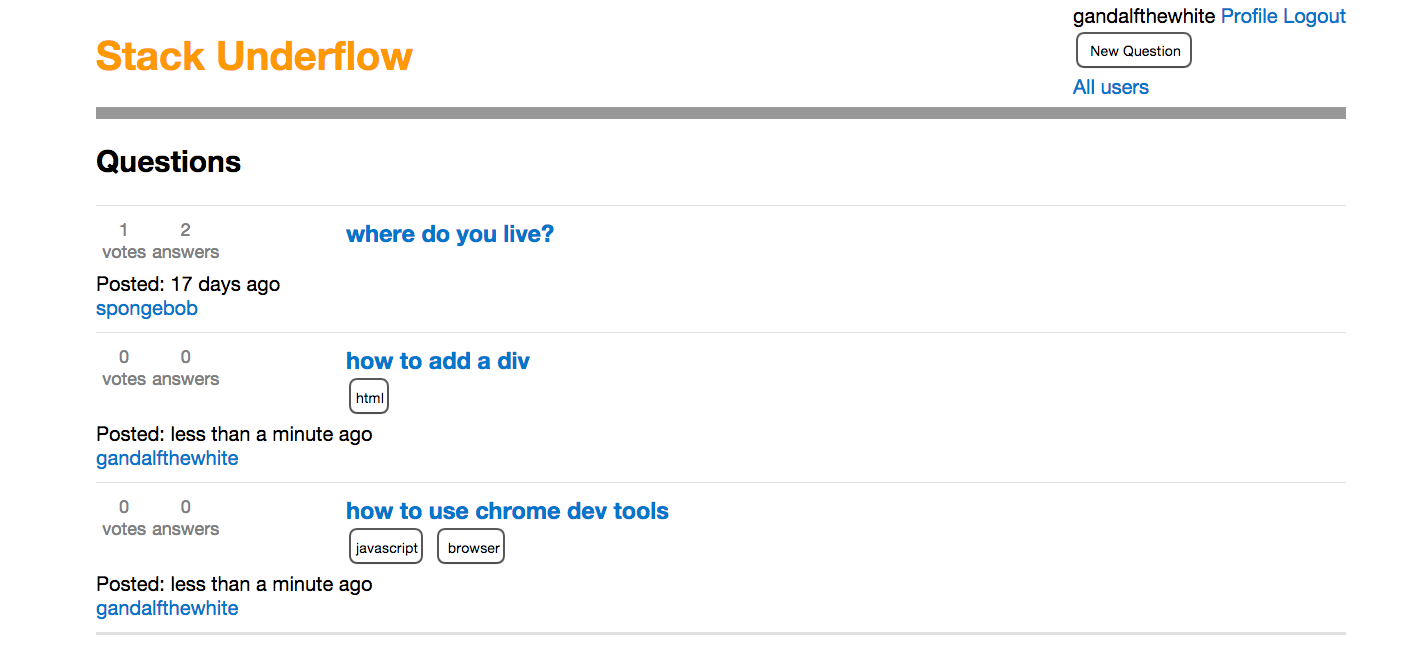 gandalfthewhite Profile Logout
Stack Underflow
New Question
All users
Questions
1 2
votes answers
where do you live?
Posted: 17 days ago
spongebob
0 0
votes answers
how to add a div
html
Posted: less than a minute ago
gandalfthewhite
0 0
votes answers
how to use chrome dev tools
javascript browser
Posted: less than a minute ago
gandalfthewhite